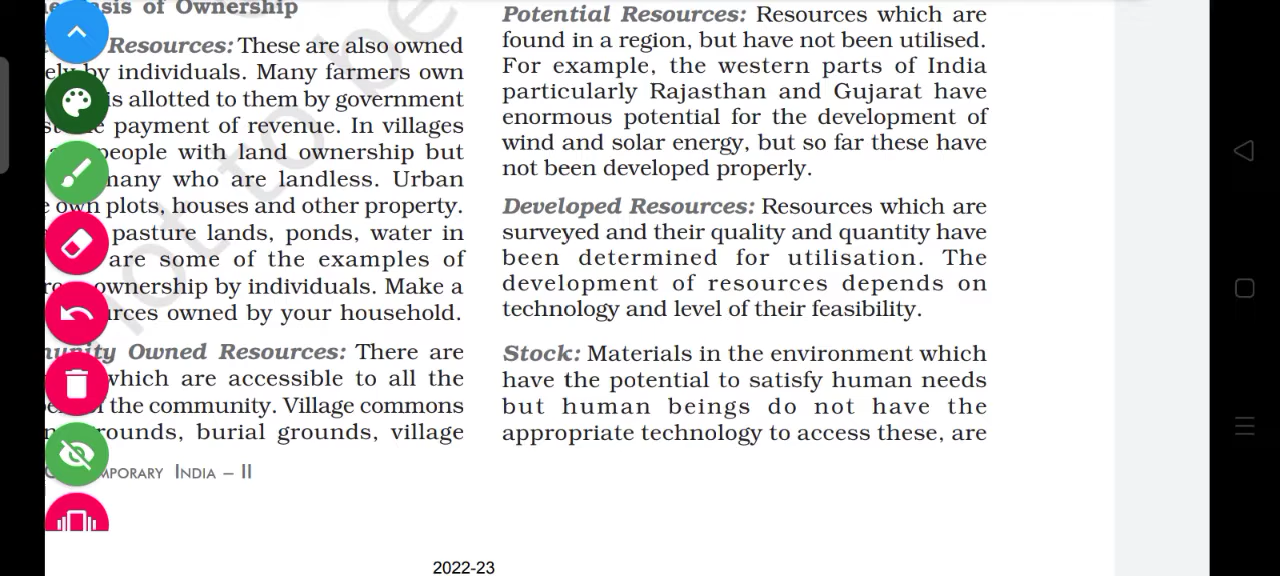 asis of Ownership
Resources: These are also owned
by individuals. Many farmers own
is allotted to them by government
payment of revenue. In villages
people with land ownership but
many who are landless. Urban
own plots, houses and other property.
pasture lands, ponds, water in
are some of the examples of
ownership by individuals. Make a
owned by your household.
Owned Resources: There are
which are accessible to all the
the community. Village commons
burial grounds, village
INDIA – II
Potential Resources: Resources which are
found in a region, but have not been utilised.
For example, the western parts of India
particularly Rajasthan and Gujarat have
enormous potential for the development of
wind and solar energy, but so far these have
not been developed properly.
Developed Resources: Resources which are
surveyed and their quality and quantity have
been determined for utilisation. The
development of resources depends on
technology and level of their feasibility.
Stock: Materials in the environment which
have the potential to satisfy human needs
but human beings do not have the
appropriate technology to access these, are
2022-23
not to be